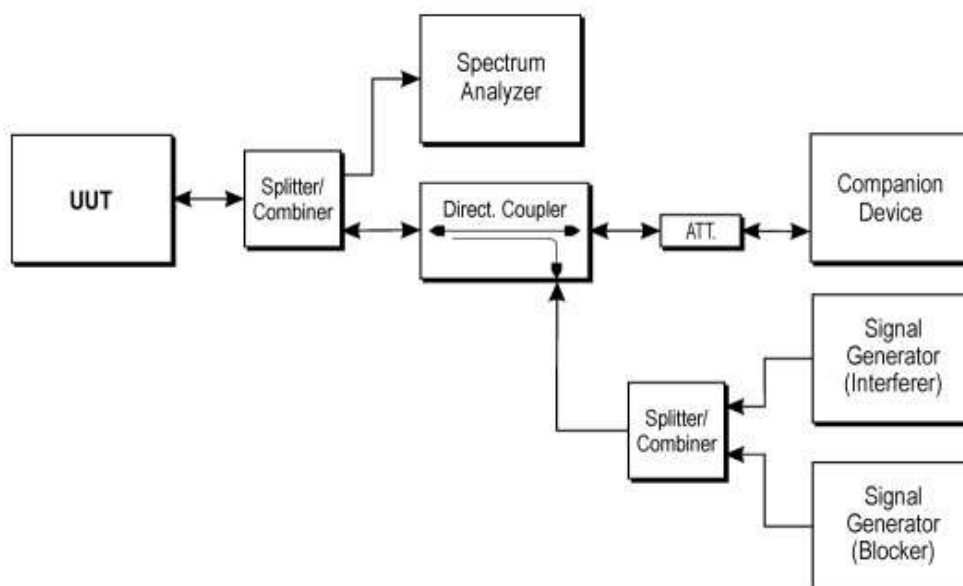 Spectrum
Analyzer
UUT
Splitter/
Combiner
Direct. Coupler
ATT.
Companion
Device
Signal
Generator
(Interferer)
Splitter/
Combiner
Signal
Generator
(Blocker)